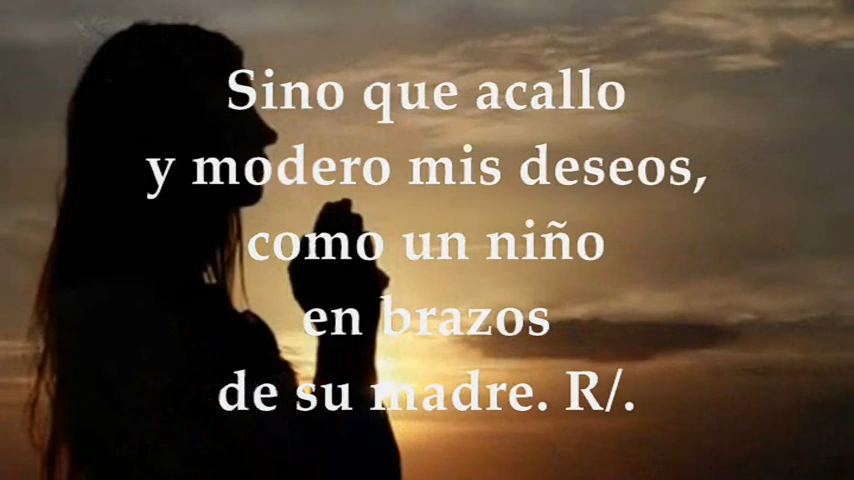 Sino que acallo
y modero mis deseos,
como un niño
en brazos
de su madre. R/.